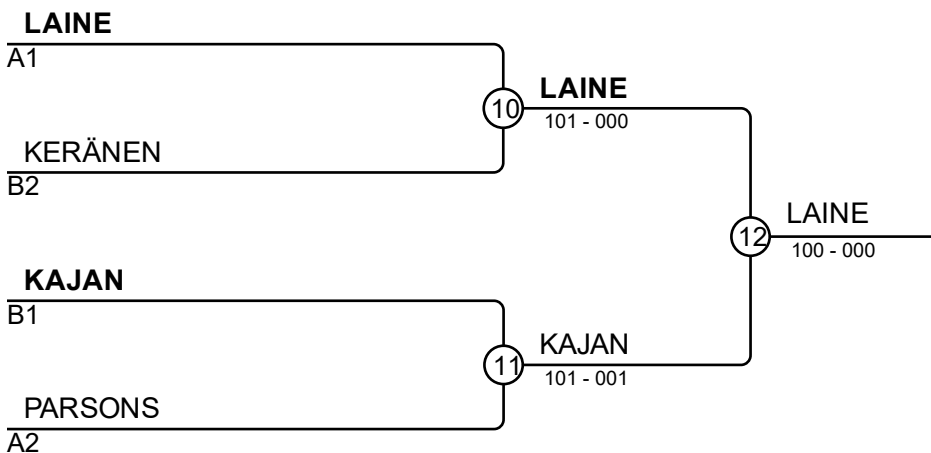 LAINE
A1
10
LAINE
101 - 000
KERÄNEN
B2
12
LAINE
100 - 000
KAJAN
B1
11
KAJAN
101 - 001
PARSONS
A2